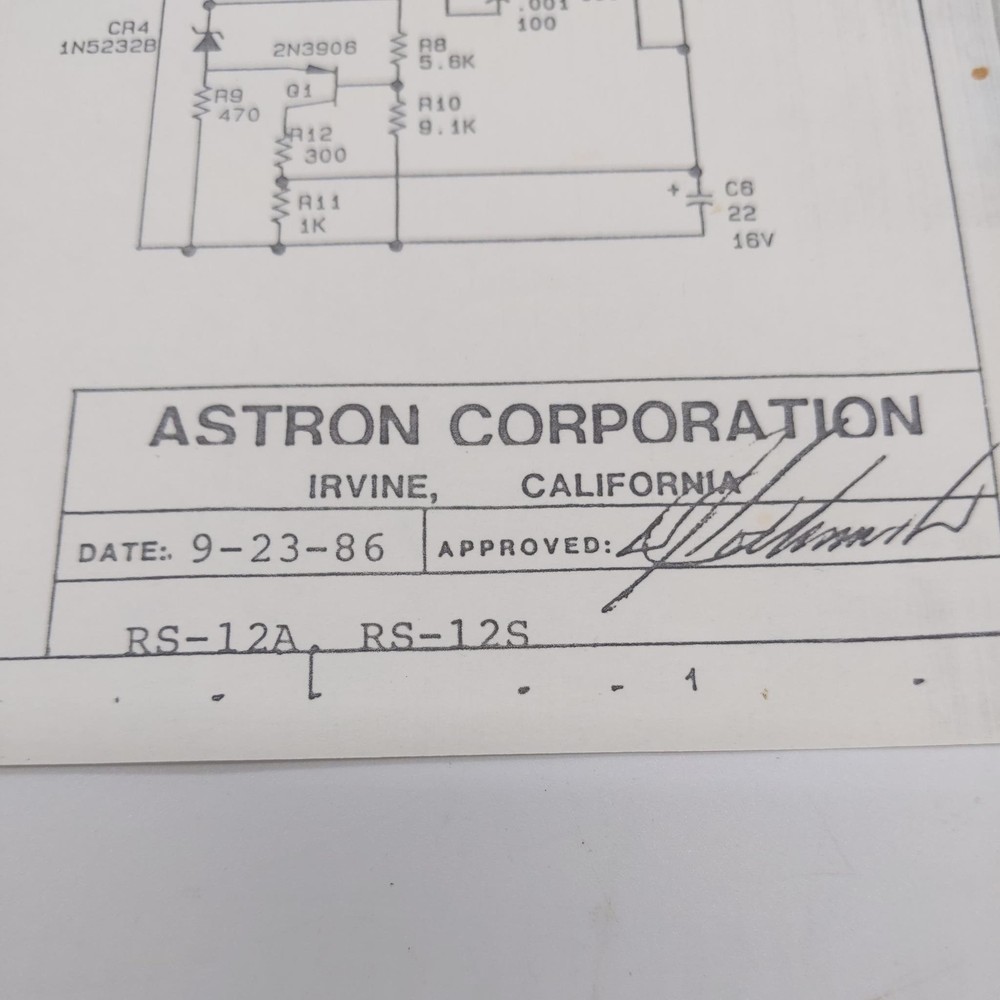 .001
100
CR4
1N5232B
2N3906
R8
5.6K
R9
470
Q1
R10
9.1K
R12
300
R11
1K
+
C6
22
16V
ASTRON CORPORATION
IRVINE, CALIFORNIA
DATE: 9-23-86 APPROVED:
RS-12A, RS-12S
1